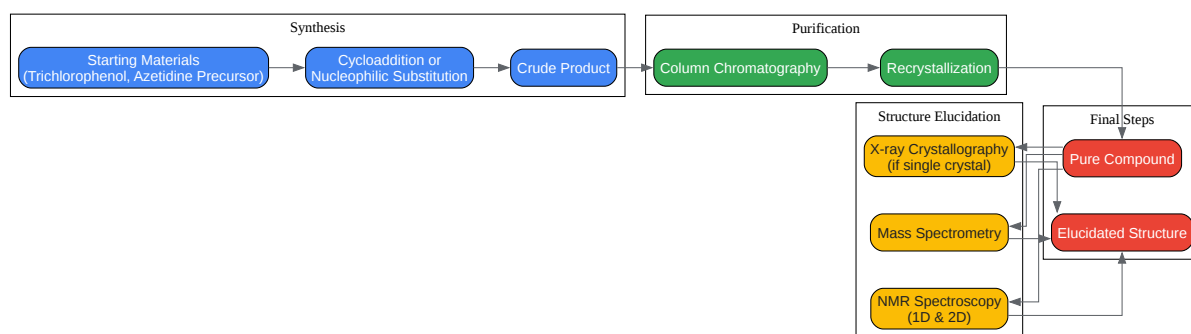 Synthesis
Starting Materials
(Trichlorophenol, Azetidine Precursor)
Cycloaddition or
Nucleophilic Substitution
Crude Product
Purification
Column Chromatography
Recrystallization
Structure Elucidation
X-ray Crystallography
(if single crystal)
Mass Spectrometry
NMR Spectroscopy
(1D & 2D)
Final Steps
Pure Compound
Elucidated Structure